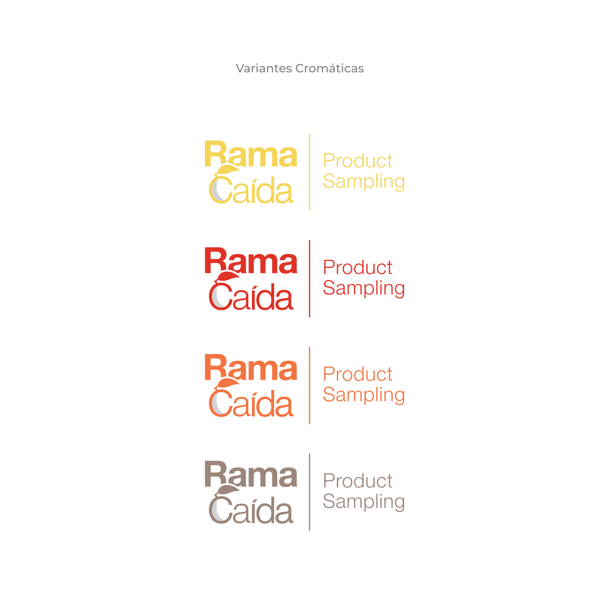 Variantes Cromáticas
Rama
Caída
Product
Sampling
Rama
Caída
Product
Sampling
Rama
Caída
Product
Sampling
Rama
Caída
Product
Sampling